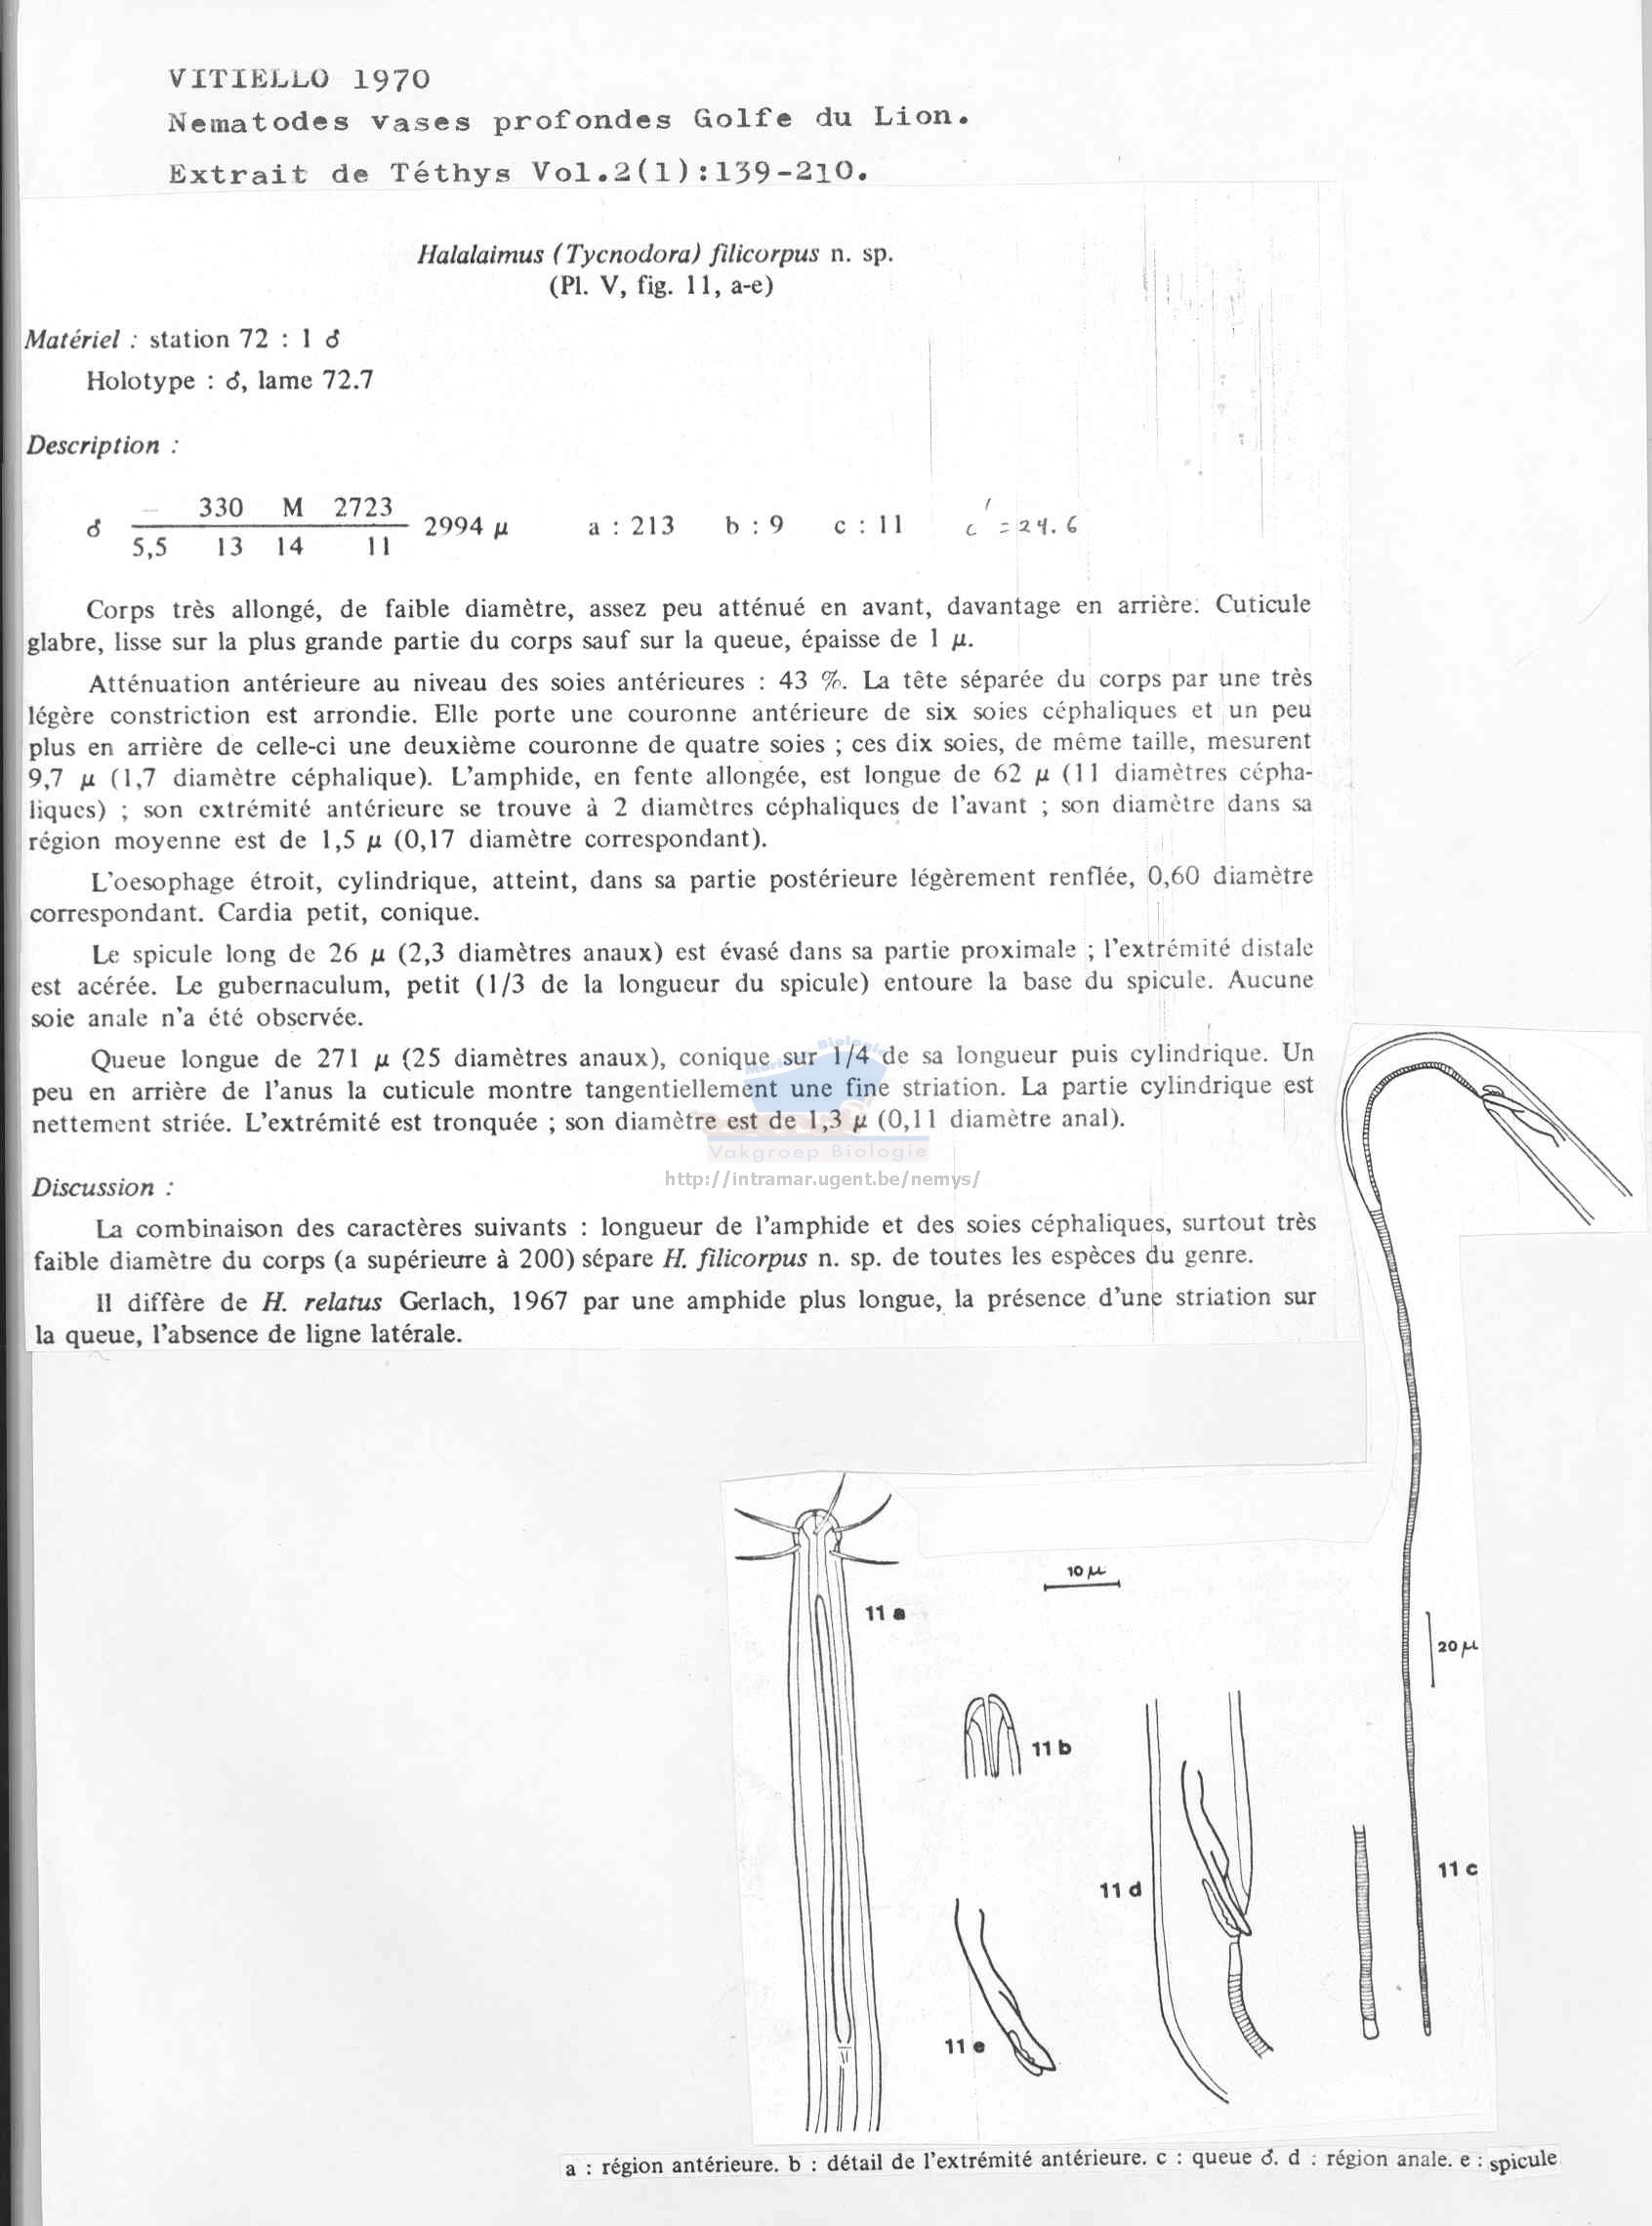 VITIELLO 1970
Nematodes vases profondes Golfe du Lion.
Extrait de Téthys Vol.2(1):139-210.
Halalaimus (Tycnodora) filicorpus n. sp.
(Pl. V, fig. 11, a-e)
Matériel : station 72 : 1 ♂
Holotype : ♂, lame 72.7
Description :
– 330 M 2723
♂ 2994 μ a : 213 b : 9 c : 11 c' = 24.6
5,5 13 14 11
Corps très allongé, de faible diamètre, assez peu atténué en avant, davantage en arrière. Cuticule
glabre, lisse sur la plus grande partie du corps sauf sur la queue, épaisse de 1 μ.
Atténuation antérieure au niveau des soies antérieures : 43 %. La tête séparée du corps par une très
légère constriction est arrondie. Elle porte une couronne antérieure de six soies céphaliques et un peu
plus en arrière de celle-ci une deuxième couronne de quatre soies ; ces dix soies, de même taille, mesurent
9,7 μ (1,7 diamètre céphalique). L'amphide, en fente allongée, est longue de 62 μ (11 diamètres cépha-
liques) ; son extrémité antérieure se trouve à 2 diamètres céphaliques de l'avant ; son diamètre dans sa
région moyenne est de 1,5 μ (0,17 diamètre correspondant).
L'oesophage étroit, cylindrique, atteint, dans sa partie postérieure légèrement renflée, 0,60 diamètre
correspondant. Cardia petit, conique.
Le spicule long de 26 μ (2,3 diamètres anaux) est évasé dans sa partie proximale ; l'extrémité distale
est acérée. Le gubernaculum, petit (1/3 de la longueur du spicule) entoure la base du spicule. Aucune
soie anale n'a été observée.
Queue longue de 271 μ (25 diamètres anaux), conique sur 1/4 de sa longueur puis cylindrique. Un
peu en arrière de l'anus la cuticule montre tangentiellement une fine striation. La partie cylindrique est
nettement striée. L'extrémité est tronquée ; son diamètre est de 1,3 μ (0,11 diamètre anal).
Vakgroep Biologie
http://intramar.ugent.be/nemys/
Discussion :
La combinaison des caractères suivants : longueur de l'amphide et des soies céphaliques, surtout très
faible diamètre du corps (a supérieure à 200) sépare H. filicorpus n. sp. de toutes les espèces du genre.
Il diffère de H. relatus Gerlach, 1967 par une amphide plus longue, la présence d'une striation sur
la queue, l'absence de ligne latérale.
10 μ
11 a
20 μ
11 b
11 c
11 d
11 e
a : région antérieure. b : détail de l'extrémité antérieure. c : queue ♂. d : région anale. e : spicule